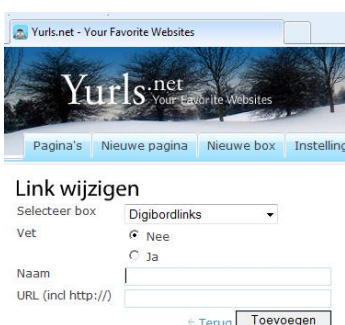 Yurls.net - Your Favorite Websites
Yurls.net
Your Favorite Websites
Pagina's Nieuwe pagina Nieuwe box Instelling
Link wijzigen
Selecteer box Digibordlinks
Vet Nee
Ja
Naam
URL (incl http://)
← Terug Toevoegen